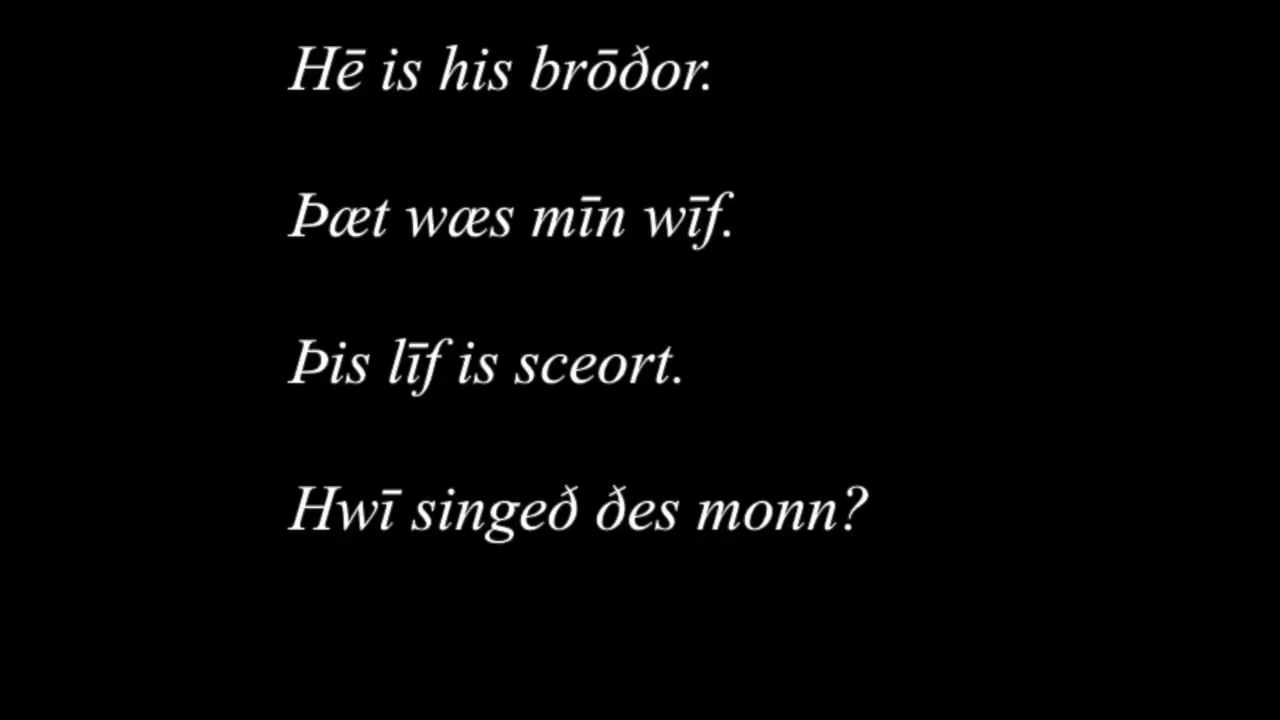 Hē is his brōðor.
Þæt wæs mīn wīf.
Þis līf is sceort.
Hwī singeð ðes monn?